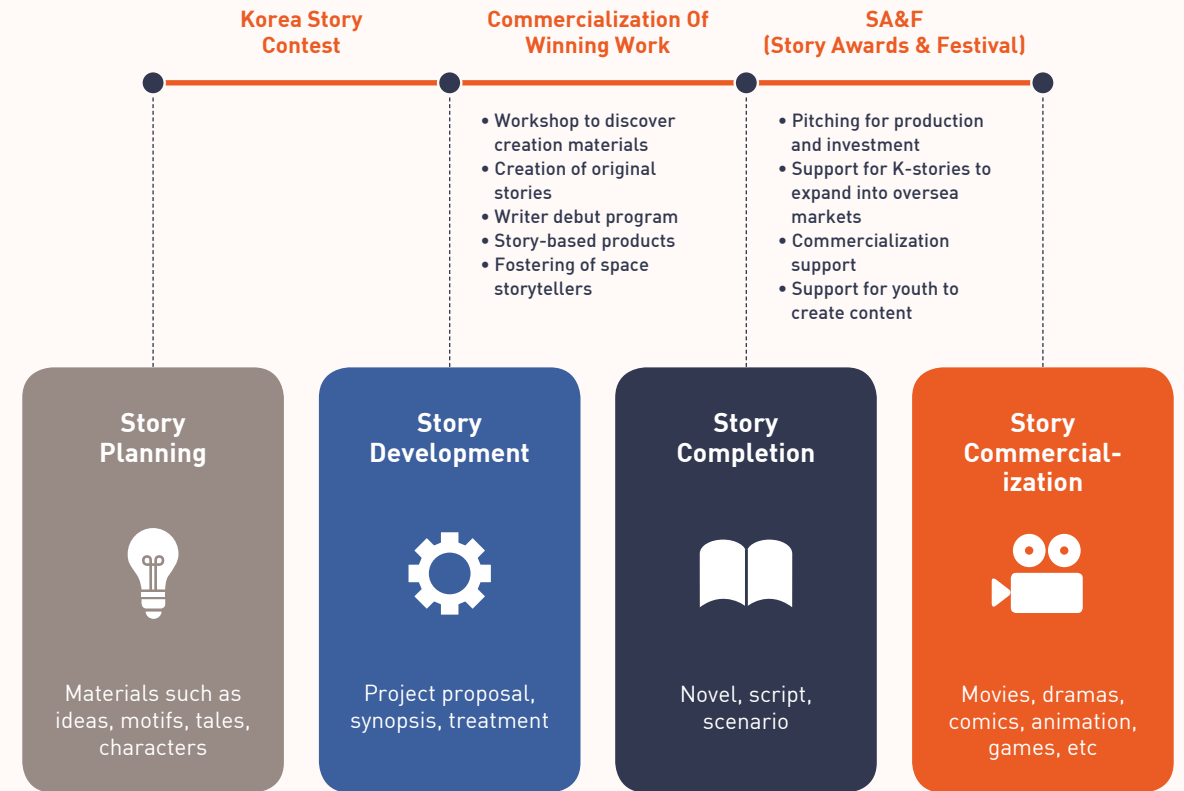 Korea Story
Contest
Commercialization Of
Winning Work
SA&F
(Story Awards & Festival)
• Workshop to discover
creation materials
• Creation of original
stories
• Writer debut program
• Story-based products
• Fostering of space
storytellers
• Pitching for production
and investment
• Support for K-stories to
expand into oversea
markets
• Commercialization
support
• Support for youth to
create content
Story
Planning
Materials such as
ideas, motifs, tales,
characters
Story
Development
Project proposal,
synopsis, treatment
Story
Completion
Novel, script,
scenario
Story
Commercial-
ization
Movies, dramas,
comics, animation,
games, etc